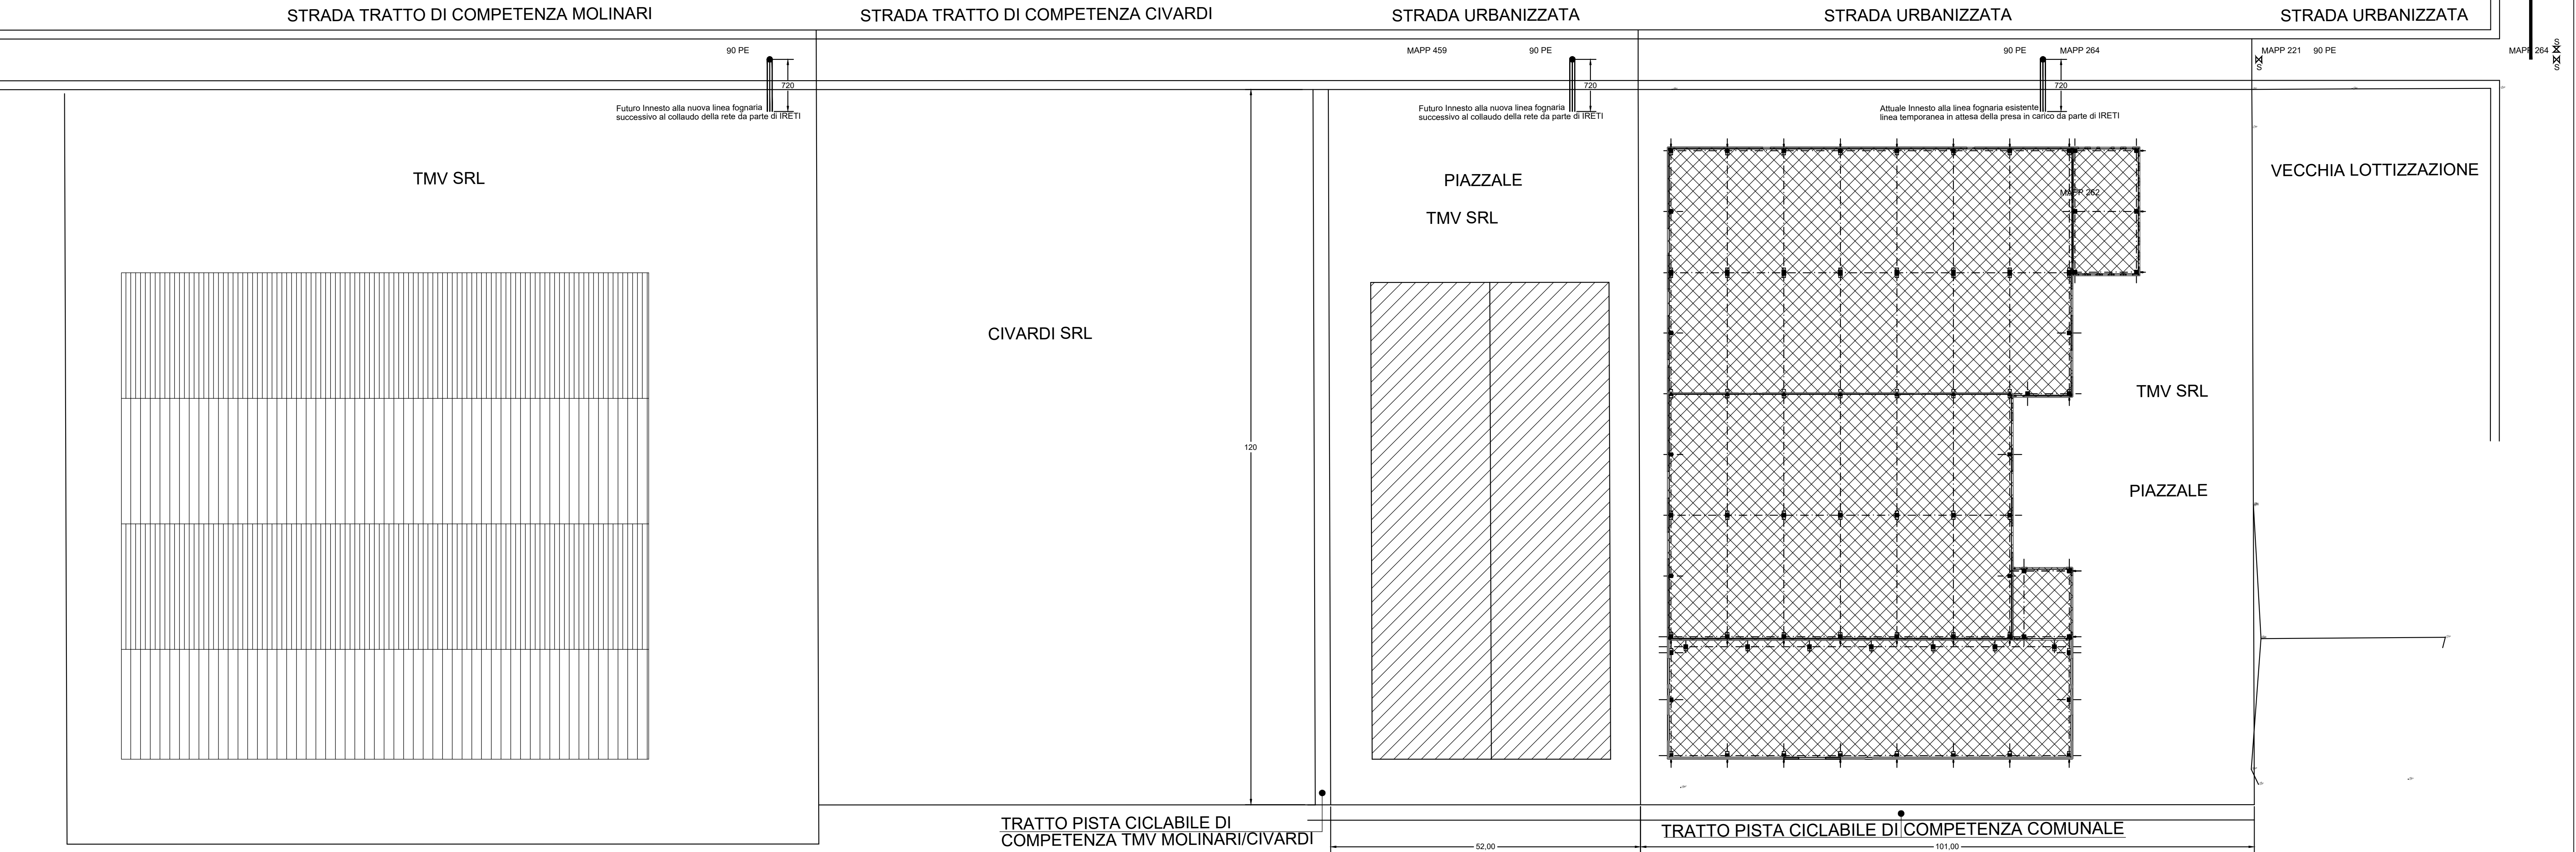 STRADA TRATTO DI COMPETENZA MOLINARI
STRADA TRATTO DI COMPETENZA CIVARDI
STRADA URBANIZZATA
STRADA URBANIZZATA
STRADA URBANIZZATA
90 PE
MAPP 459
90 PE
90 PE
MAPP 264
MAPP 221
90 PE
MAPP 264
S
S
S
720
720
720
Futuro Innesto alla nuova linea fognaria
successivo al collaudo della rete da parte di IRETI
Futuro Innesto alla nuova linea fognaria
successivo al collaudo della rete da parte di IRETI
Attuale Innesto alla linea fognaria esistente
linea temporanea in attesa della presa in carico da parte di IRETI
TMV SRL
PIAZZALE
TMV SRL
MAPP 262
VECCHIA LOTTIZZAZIONE
CIVARDI SRL
TMV SRL
120
PIAZZALE
TRATTO PISTA CICLABILE DI
COMPETENZA TMV MOLINARI/CIVARDI
TRATTO PISTA CICLABILE DI COMPETENZA COMUNALE
52,00
101,00